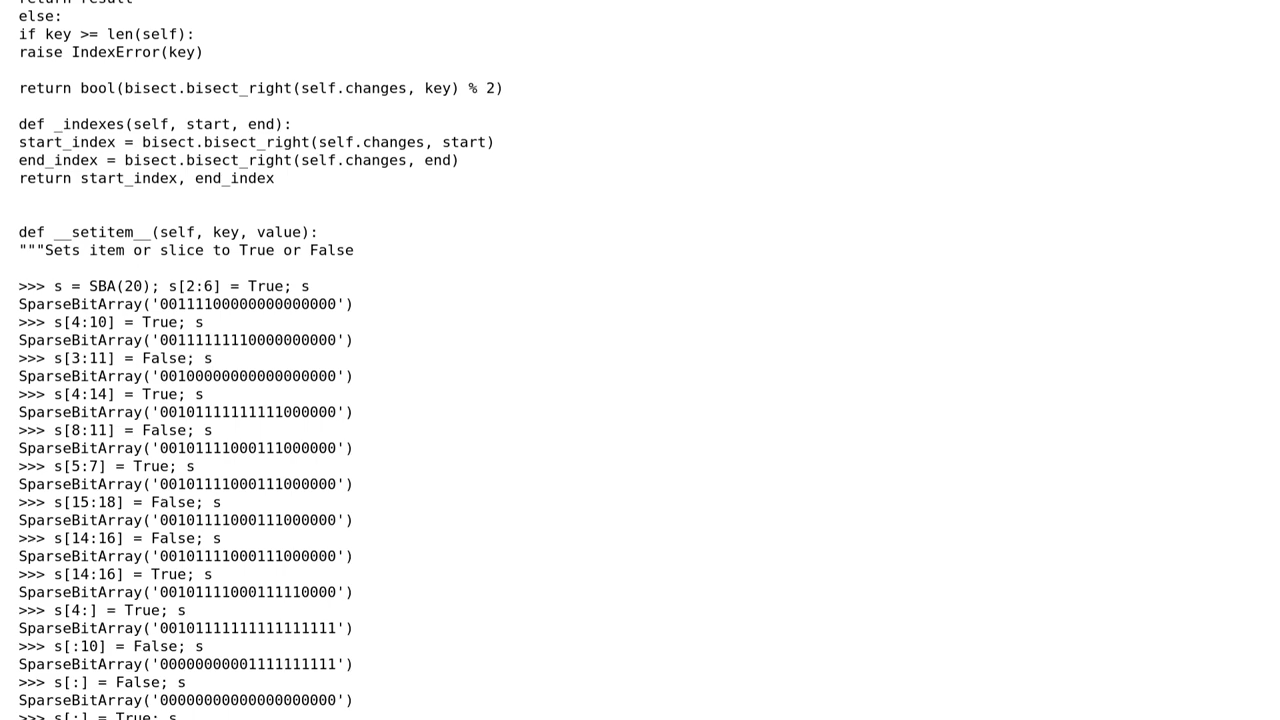 return result
else:
if key >= len(self):
raise IndexError(key)
return bool(bisect.bisect_right(self.changes, key) % 2)
def _indexes(self, start, end):
start_index = bisect.bisect_right(self.changes, start)
end_index = bisect.bisect_right(self.changes, end)
return start_index, end_index
def __setitem__(self, key, value):
"""Sets item or slice to True or False
>>> s = SBA(20); s[2:6] = True; s
SparseBitArray('00111100000000000000')
>>> s[4:10] = True; s
SparseBitArray('00111111110000000000')
>>> s[3:11] = False; s
SparseBitArray('00100000000000000000')
>>> s[4:14] = True; s
SparseBitArray('00101111111111000000')
>>> s[8:11] = False; s
SparseBitArray('00101111000111000000')
>>> s[5:7] = True; s
SparseBitArray('00101111000111000000')
>>> s[15:18] = False; s
SparseBitArray('00101111000111000000')
>>> s[14:16] = False; s
SparseBitArray('00101111000111000000')
>>> s[14:16] = True; s
SparseBitArray('00101111000111110000')
>>> s[4:] = True; s
SparseBitArray('00101111111111111111')
>>> s[:10] = False; s
SparseBitArray('00000000001111111111')
>>> s[:] = False; s
SparseBitArray('00000000000000000000')
>>> s[:] = True; s